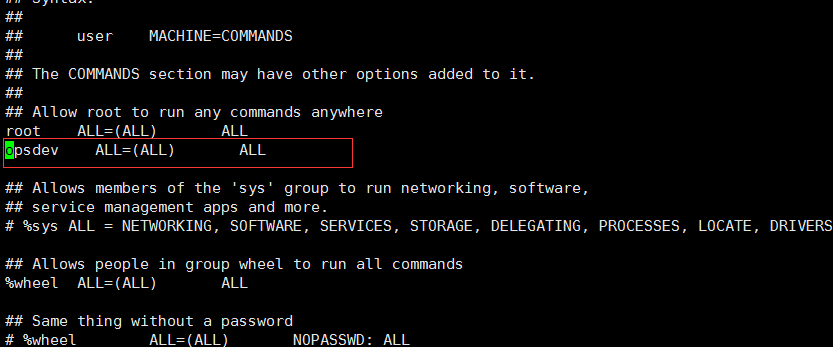 ## Syntax:
##
##      user    MACHINE=COMMANDS
##
## The COMMANDS section may have other options added to it.
##
## Allow root to run any commands anywhere
root    ALL=(ALL)       ALL
opsdev    ALL=(ALL)       ALL
## Allows members of the 'sys' group to run networking, software,
## service management apps and more.
# %sys ALL = NETWORKING, SOFTWARE, SERVICES, STORAGE, DELEGATING, PROCESSES, LOCATE, DRIVERS
## Allows people in group wheel to run all commands
%wheel  ALL=(ALL)       ALL
## Same thing without a password
# %wheel        ALL=(ALL)       NOPASSWD: ALL